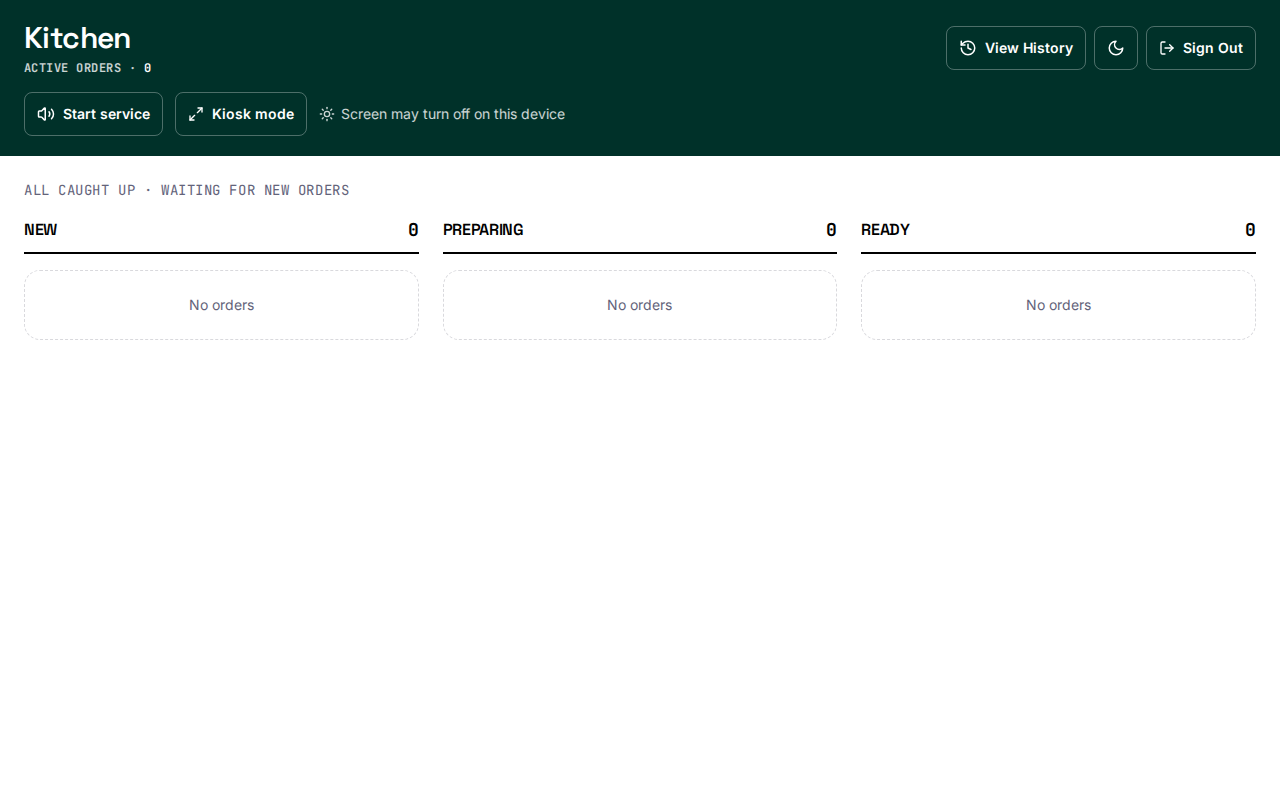 Kitchen
ACTIVE ORDERS · 0
View History
Sign Out
Start service
Kiosk mode
Screen may turn off on this device
ALL CAUGHT UP · WAITING FOR NEW ORDERS
NEW 0
PREPARING 0
READY 0
No orders
No orders
No orders